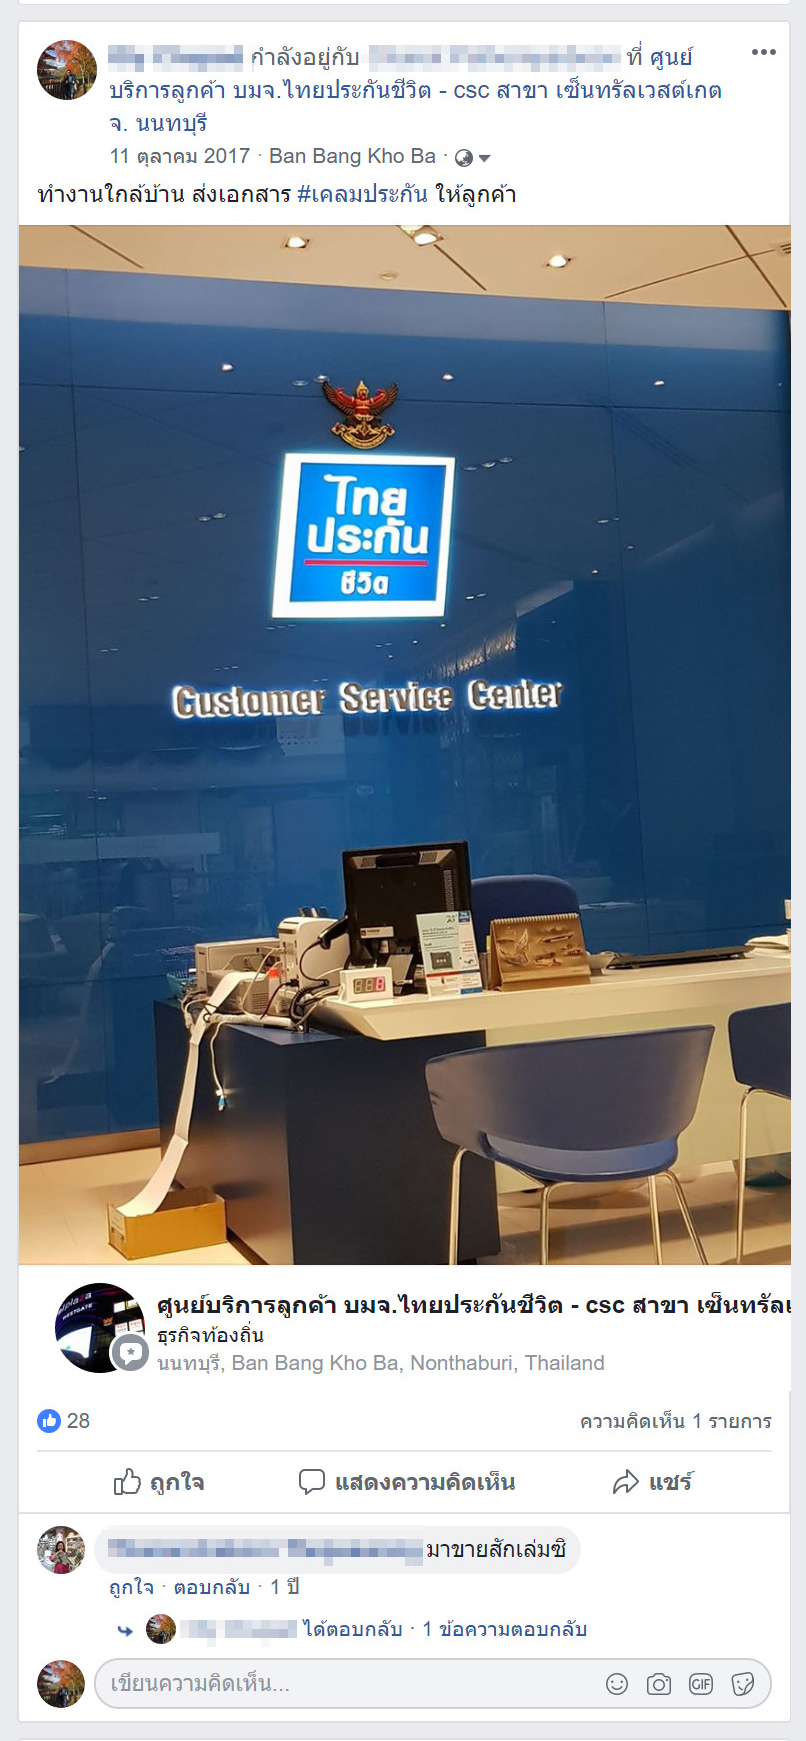 กำลังอยู่กับ ที่ ศูนย์
บริการลูกค้า บมจ.ไทยประกันชีวิต - csc สาขา เซ็นทรัลเวสต์เกต
จ. นนทบุรี
11 ตุลาคม 2017 · Ban Bang Kho Ba ·
ทำงานใกล้บ้าน ส่งเอกสาร #เคลมประกัน ให้ลูกค้า
ไทย
ประกัน
ชีวิต
Customer Service Center
WESTGATE
ศูนย์บริการลูกค้า บมจ.ไทยประกันชีวิต - csc สาขา เซ็นทรัลเ
ธุรกิจท้องถิ่น
นนทบุรี, Ban Bang Kho Ba, Nonthaburi, Thailand
28
ความคิดเห็น 1 รายการ
ถูกใจ
แสดงความคิดเห็น
แชร์
มาขายสักเล่มซิ
ถูกใจ · ตอบกลับ · 1 ปี
ได้ตอบกลับ · 1 ข้อความตอบกลับ
เขียนความคิดเห็น...
GIF